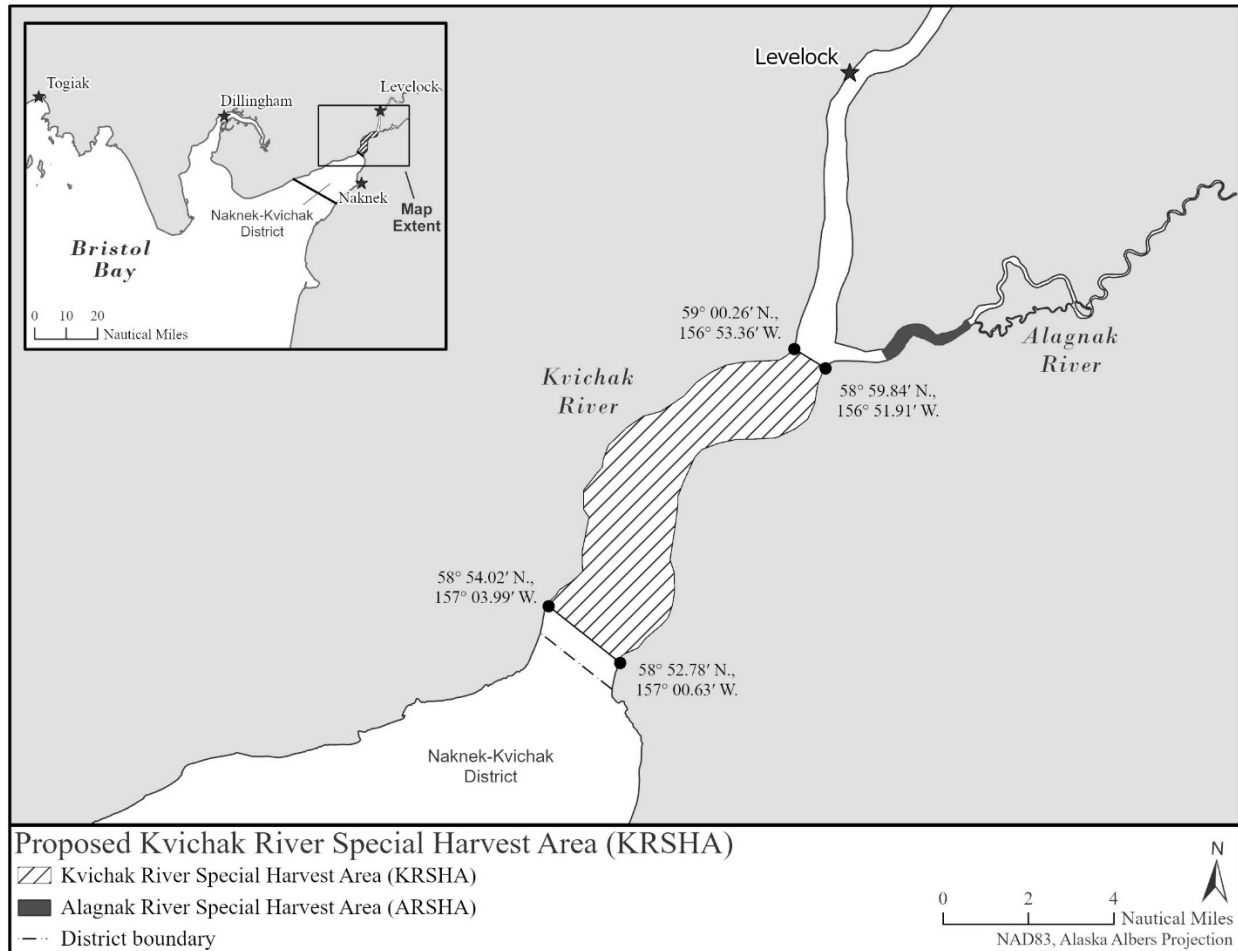 Togiak
Dillingham
Levelock
Naknek
Naknek-Kvichak
District
Map
Extent
Bristol
Bay
0 10 20
Nautical Miles
Levelock
59° 00.26′ N.,
156° 53.36′ W.
Alagnak
River
Kvichak
River
58° 59.84′ N.,
156° 51.91′ W.
58° 54.02′ N.,
157° 03.99′ W.
58° 52.78′ N.,
157° 00.63′ W.
Naknek-Kvichak
District
Proposed Kvichak River Special Harvest Area (KRSHA)
Kvichak River Special Harvest Area (KRSHA)
Alagnak River Special Harvest Area (ARSHA)
District boundary
N
0 2 4
Nautical Miles
NAD83, Alaska Albers Projection